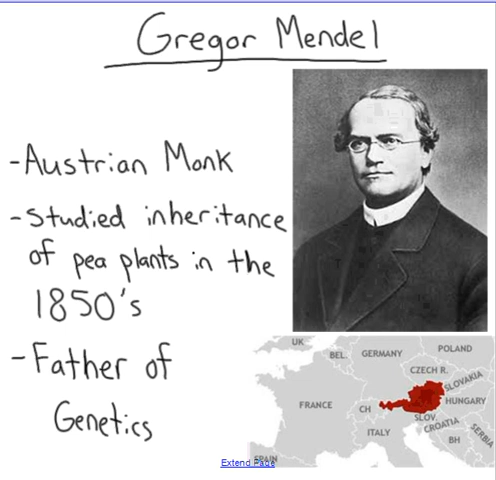 Gregor Mendel
-Austrian Monk
-Studied inheritance
of pea plants in the
1850's
-Father of
Genetics
UK
BEL.
GERMANY
POLAND
CZECH R.
SLOVAKIA
FRANCE
CH
HUNGARY
SLOV.
CROATIA
ITALY
BH
SERBIA
SPAIN
Extend Page